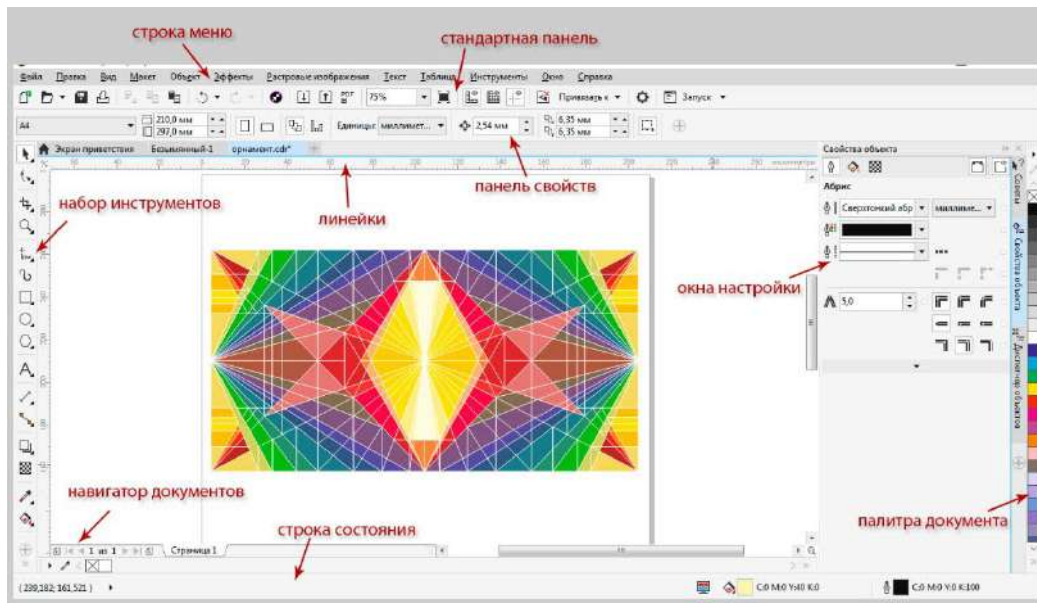 строка меню
стандартная панель
Файл Правка Вид Макет Объект Эффекты Растровые изображения Текст Таблица Инструменты Окно Справка
PDF 75% Привязать к Запуск
A4 210,0 мм Единицы: миллимет... 2,54 мм 6,35 мм
297,0 мм 6,35 мм
Экран приветствия Безымянный-1 орнамент.cdr*
Свойства объекта
панель свойств
линейки
набор инструментов
Абрис
Сверхтонкий абр миллиме...
окна настройки
5,0
Советы
Свойства объекта
Диспетчер объектов
навигатор документов
строка состояния
палитра документа
1 из 1 Страница 1
( 239,182; 161,521 ) C:0 M:0 Y:40 K:0 C:0 M:0 Y:0 K:100